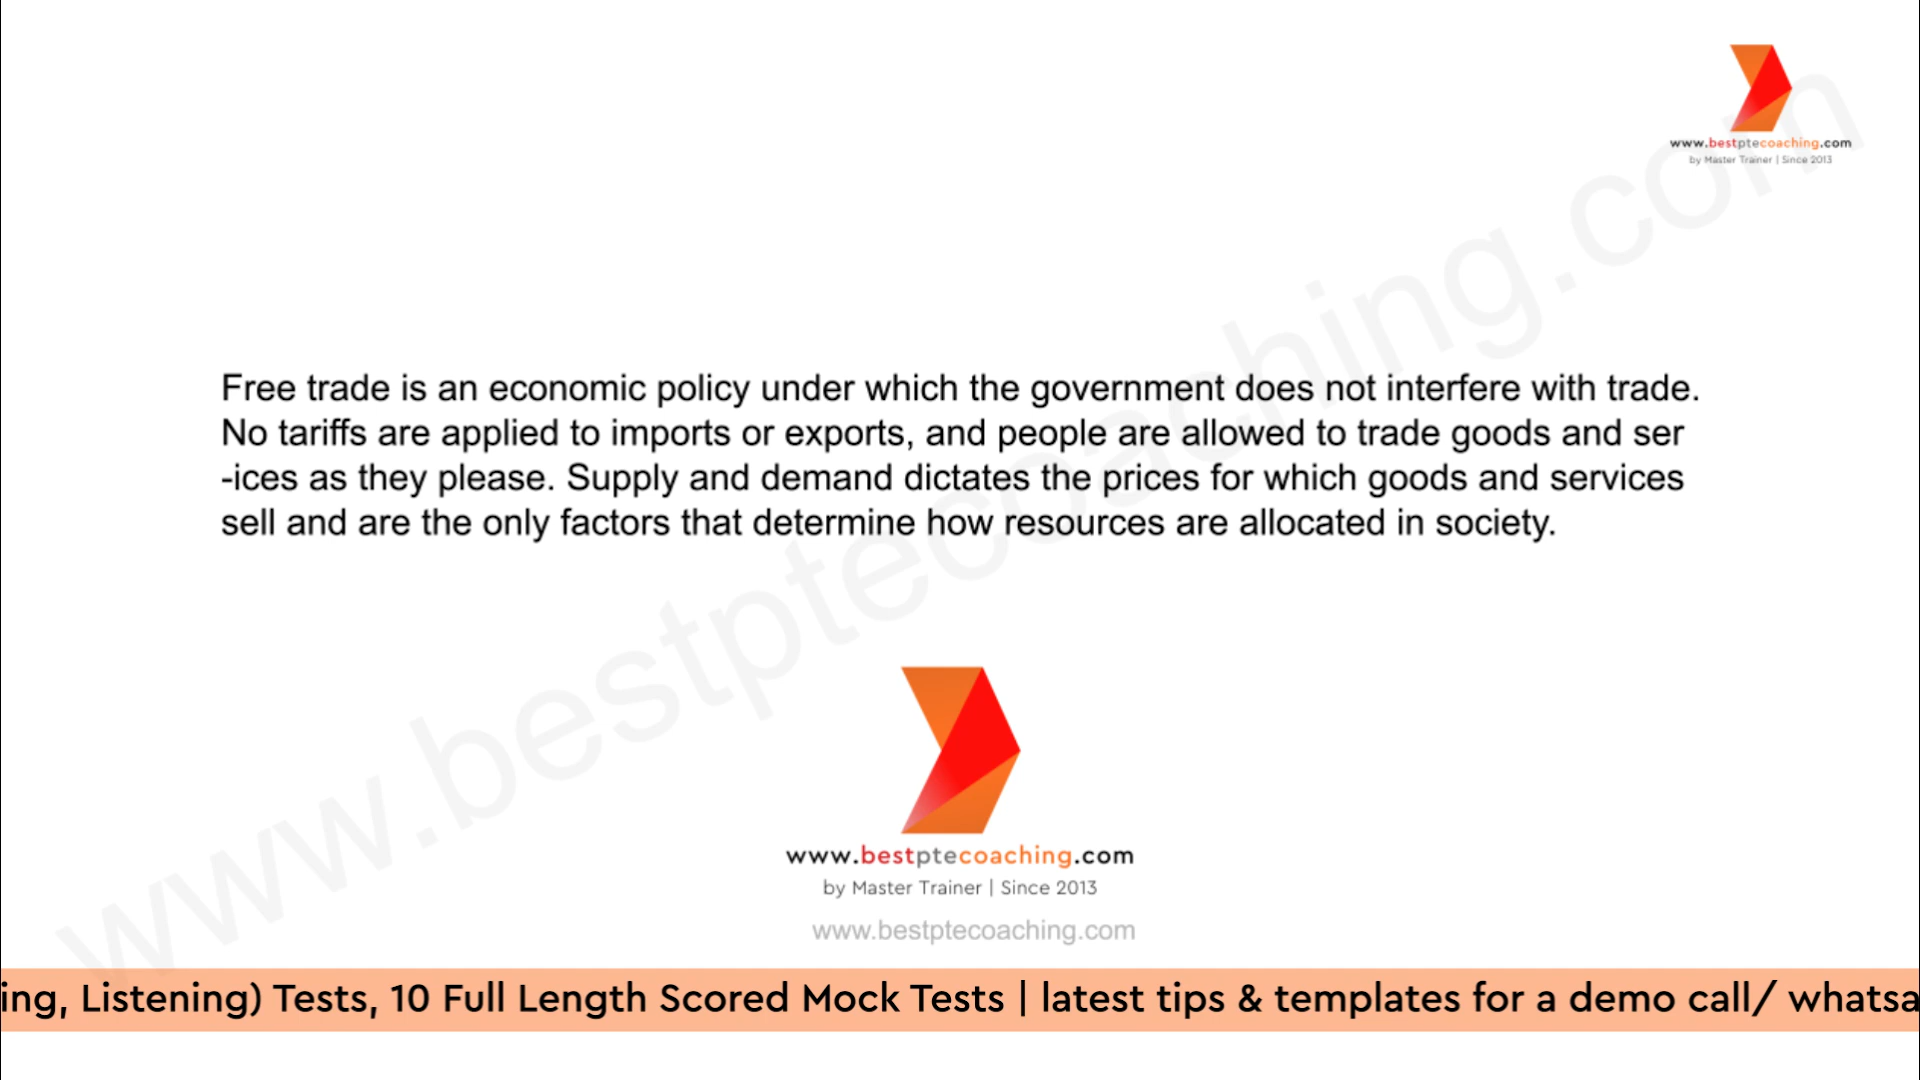 www.bestptecoaching.com
by Master Trainer | Since 2013
Free trade is an economic policy under which the government does not interfere with trade.
No tariffs are applied to imports or exports, and people are allowed to trade goods and ser
-ices as they please. Supply and demand dictates the prices for which goods and services
sell and are the only factors that determine how resources are allocated in society.
www.bestptecoaching.com
www.bestptecoaching.com
by Master Trainer | Since 2013
www.bestptecoaching.com
ing, Listening) Tests, 10 Full Length Scored Mock Tests | latest tips & templates for a demo call/ whatsa